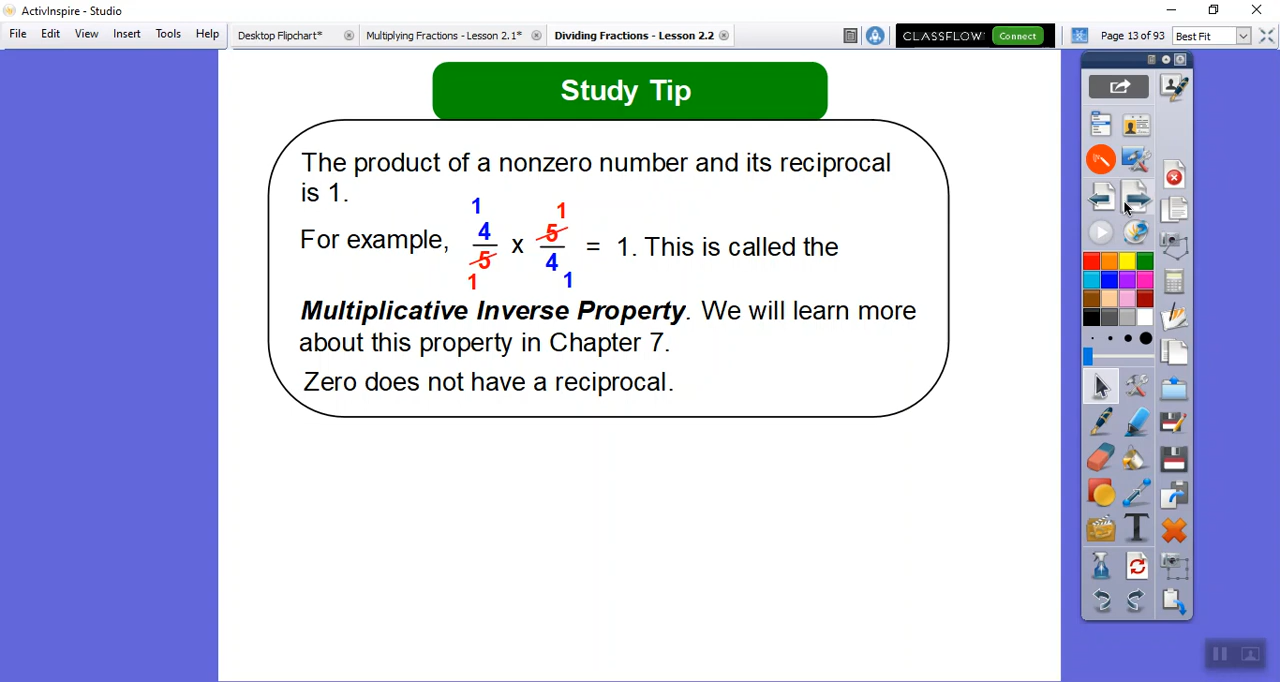 ActivInspire - Studio
File Edit View Insert Tools Help
Desktop Flipchart* Multiplying Fractions - Lesson 2.1* Dividing Fractions - Lesson 2.2
CLASSFLOW Connect
Page 13 of 93 Best Fit
Study Tip
The product of a nonzero number and its reciprocal
is 1.
1 1
For example, 4/5 x 5/4 = 1. This is called the
1 1
Multiplicative Inverse Property. We will learn more
about this property in Chapter 7.
Zero does not have a reciprocal.
T